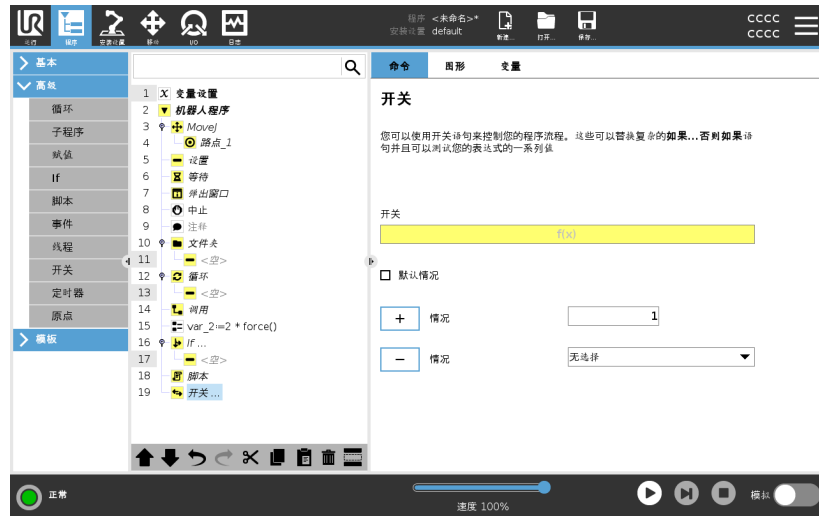 程序 <未命名>*
安装设置 default
UR
运行
程序
安装设置
移动
I/O
日志
新建...
打开...
保存...
CCCC
CCCC
基本
高级
循环
子程序
赋值
If
脚本
事件
线程
开关
定时器
原点
模板
1 X 变量设置
2 机器人程序
3 MoveJ
4 路点_1
5 设置
6 等待
7 弹出窗口
8 中止
9 注释
10 文件夹
11 <空>
12 循环
13 <空>
14 调用
15 var_2:=2 * force()
16 If ...
17 <空>
18 脚本
19 开关 ...
命令 图形 变量
开关
您可以使用开关语句来控制您的程序流程。这些可以替换复杂的如果...否则如果语
句并且可以测试您的表达式的一系列值
开关
f(x)
默认情况
+ 情况 1
− 情况 无选择
正常
速度 100%
模拟